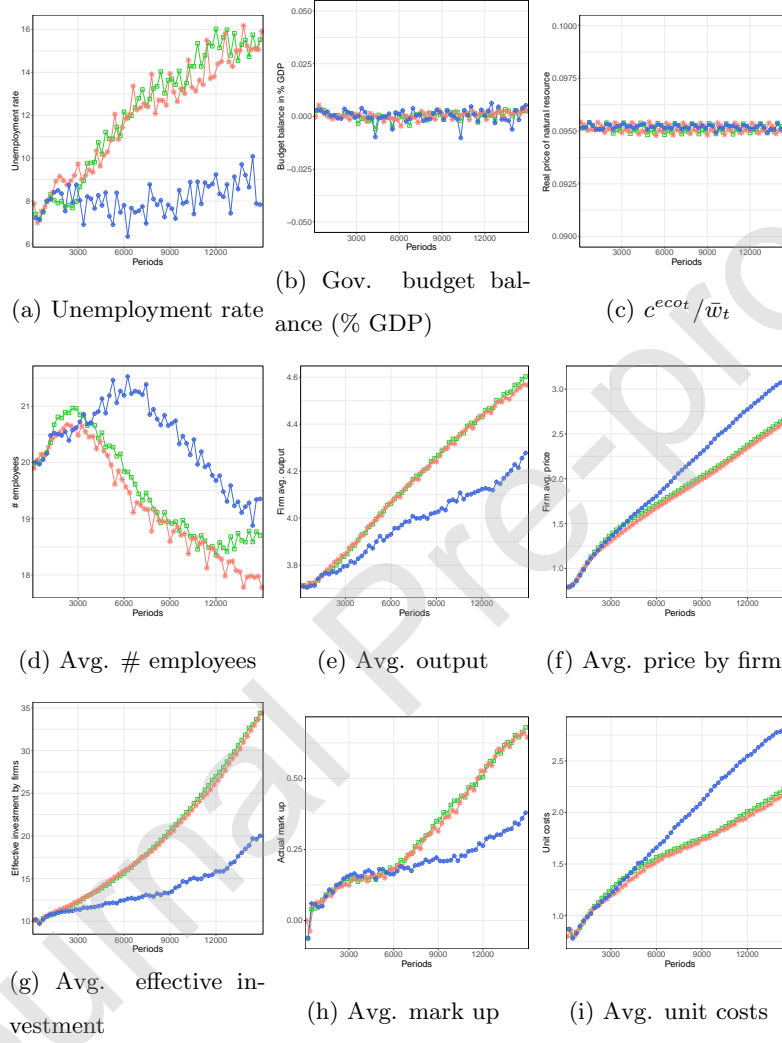 16
14
12
10
8
6
Unemployment rate
3000 6000 9000 12000
Periods
(a) Unemployment rate
0.050
0.025
0.000
−0.025
−0.050
Budget balance in % GDP
3000 6000 9000 12000
Periods
(b) Gov. budget bal-
ance (% GDP)
0.1000
0.0975
0.0950
0.0925
0.0900
Real price of natural resource
3000 6000 9000 12000
Periods
(c) c^{eco_t}/w̄_t
21
20
19
18
# employees
3000 6000 9000 12000
Periods
(d) Avg. # employees
4.6
4.4
4.2
4.0
3.8
Firm avg. output
3000 6000 9000 12000
Periods
(e) Avg. output
3.0
2.5
2.0
1.5
1.0
Firm avg. price
3000 6000 9000 12000
Periods
(f) Avg. price by firm
35
30
25
20
15
10
Effective investment by firms
3000 6000 9000 12000
Periods
(g) Avg. effective in-
vestment
0.50
0.25
0.00
Actual mark up
3000 6000 9000 12000
Periods
(h) Avg. mark up
2.5
2.0
1.5
1.0
Unit costs
3000 6000 9000 12000
Periods
(i) Avg. unit costs
urnal Pre-pro